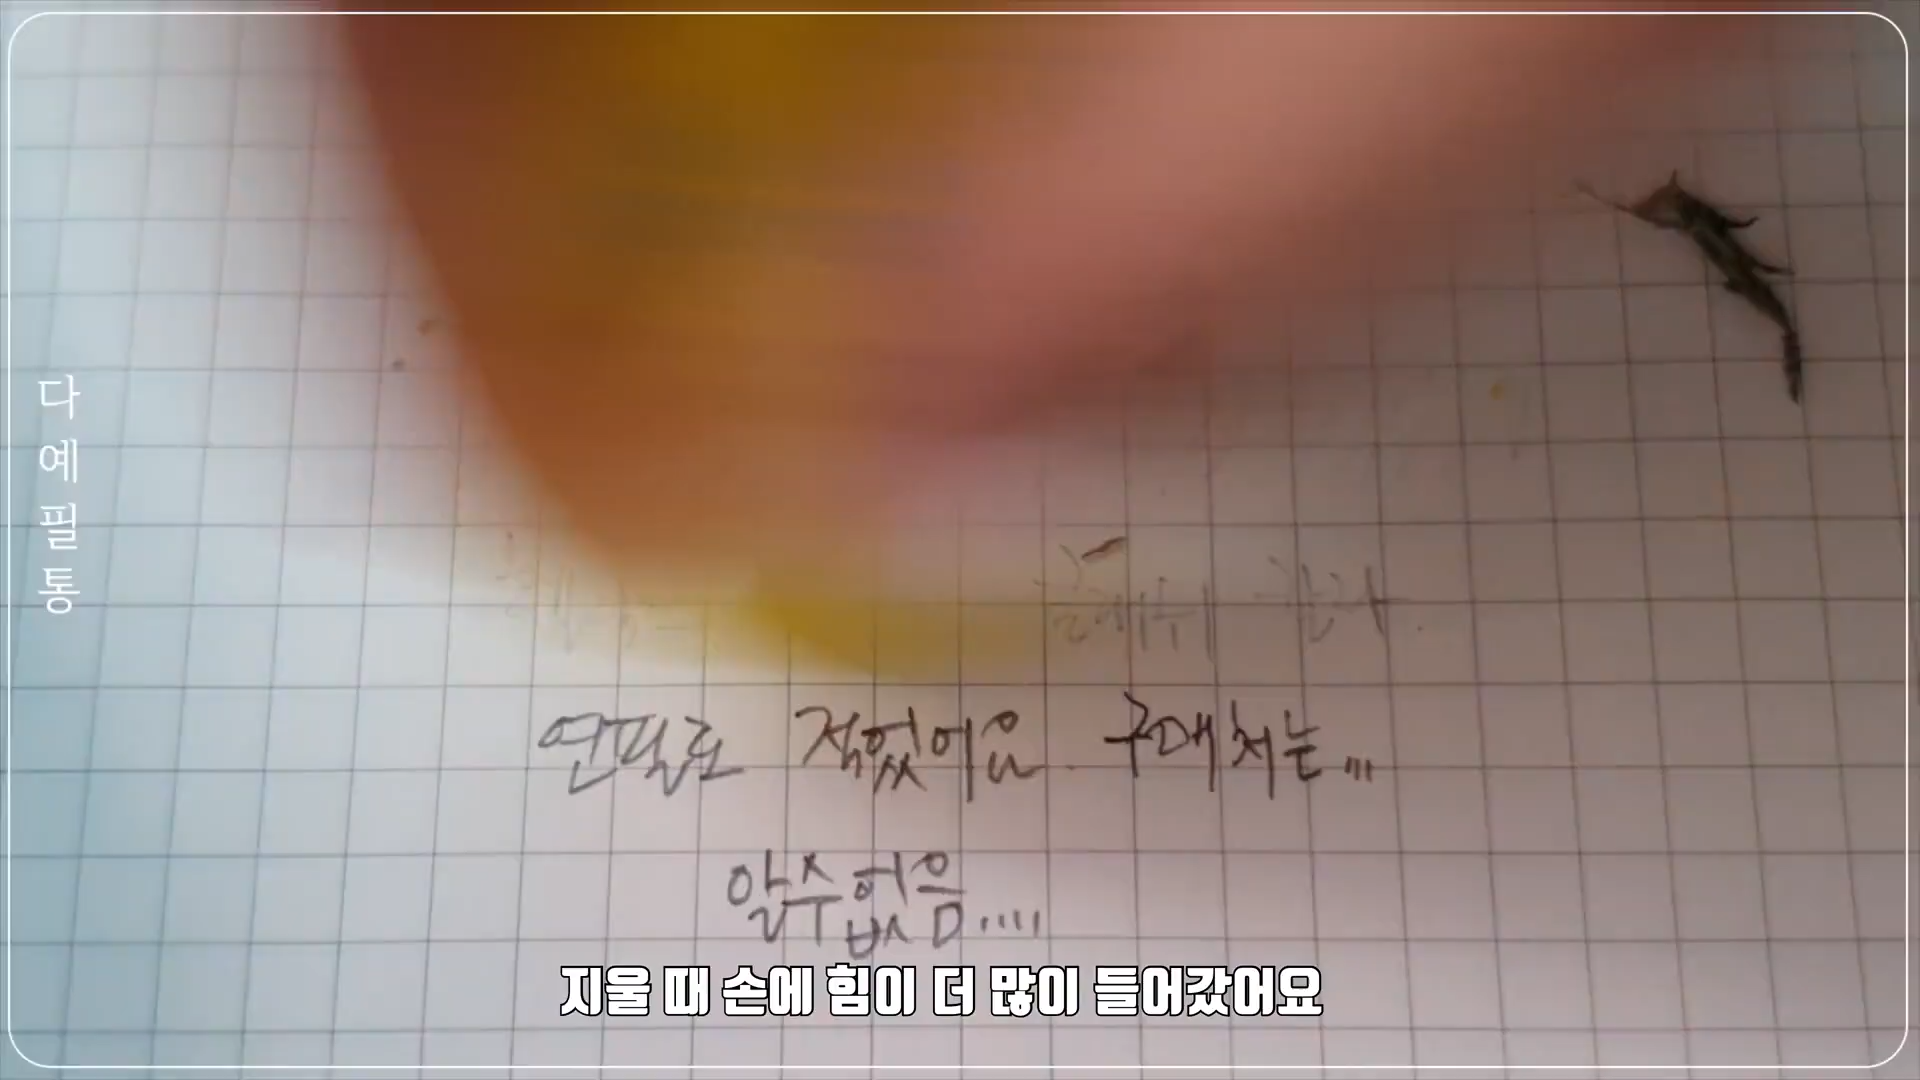 다예필통
연필로 적었어요. 구매처는...
알수없음....
지울 때 손에 힘이 더 많이 들어갔어요